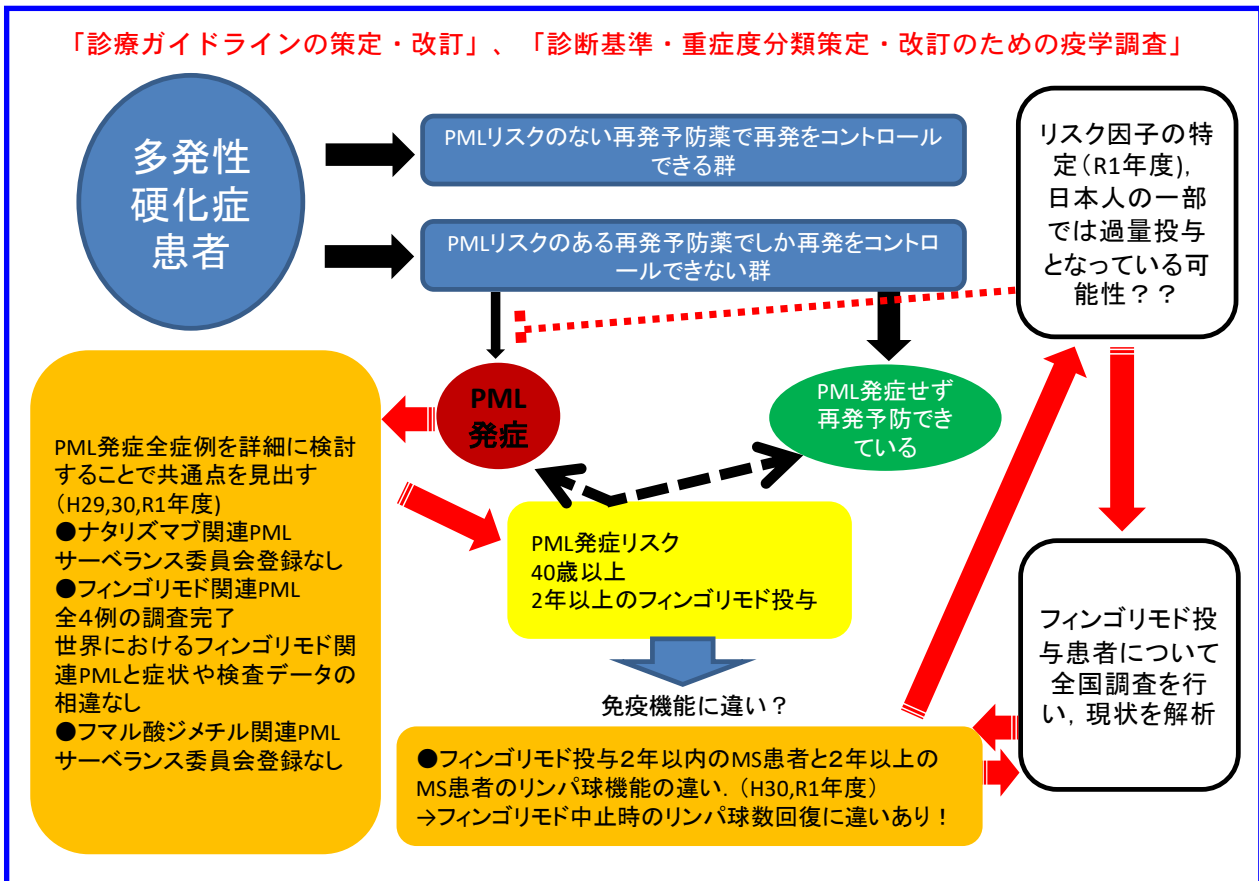 「診療ガイドラインの策定・改訂」、「診断基準・重症度分類策定・改訂のための疫学調査」
多発性
硬化症
患者
PMLリスクのない再発予防薬で再発をコントロール
できる群
PMLリスクのある再発予防薬でしか再発をコントロ
ールできない群
リスク因子の特
定(R1年度),
日本人の一部
では過量投与
となっている可
能性？？
PML
発症
PML発症せず
再発予防でき
ている
PML発症全症例を詳細に検討
することで共通点を見出す
(H29,30,R1年度)
●ナタリズマブ関連PML
サーベランス委員会登録なし
●フィンゴリモド関連PML
全４例の調査完了
世界におけるフィンゴリモド関
連PMLと症状や検査データの
相違なし
●フマル酸ジメチル関連PML
サーベランス委員会登録なし
PML発症リスク
40歳以上
2年以上のフィンゴリモド投与
免疫機能に違い？
●フィンゴリモド投与２年以内のMS患者と２年以上の
MS患者のリンパ球機能の違い.（H30,R1年度）
→フィンゴリモド中止時のリンパ球数回復に違いあり！
フィンゴリモド投
与患者について
全国調査を行
い，現状を解析